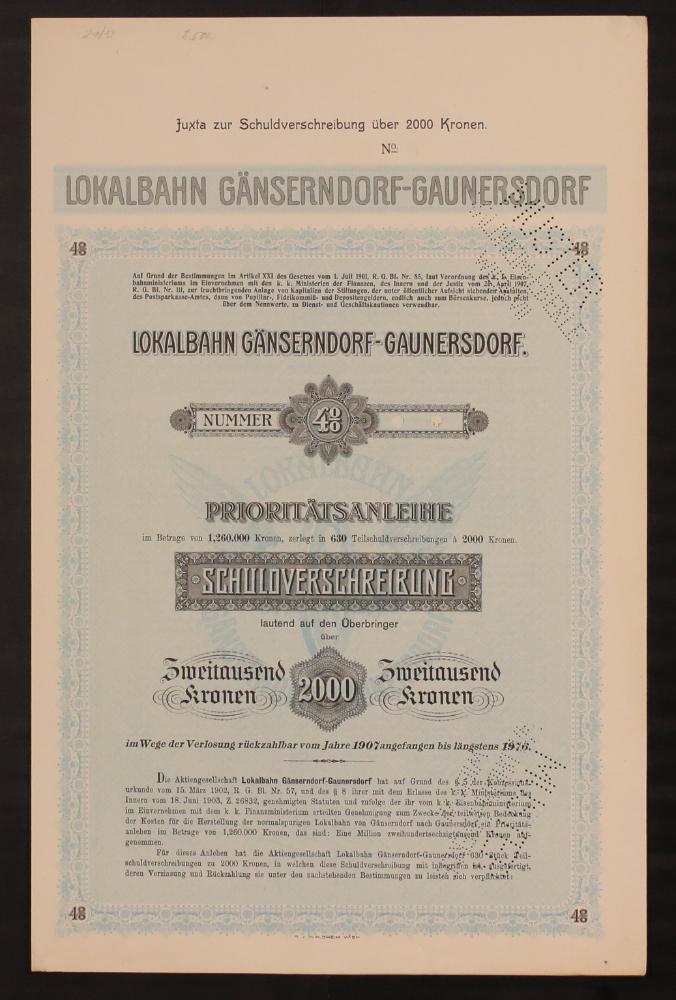 Juxta zur Schuldverschreibung über 2000 Kronen.
No.
LOKALBAHN GÄNSERNDORF-GAUNERSDORF
48 48
Auf Grund der Bestimmungen im Artikel XXI des Gesetzes vom 1. Juli 1901, R. G. Bl. Nr. 85, laut Verordnung des k. k. Eisen-
bahnministeriums im Einvernehmen mit den k. k. Ministerien der Finanzen, des Innern und der Justiz vom 20. April 1907,
R. G. Bl. Nr. 111, zur fruchtbringenden Anlage von Kapitalien der Stiftungen, der unter öffentlicher Aufsicht stehenden Anstalten,
des Postsparkasse-Amtes, dann von Pupillar-, Fideikommiß- und Depositengeldern, endlich auch zum Börsenkurse, jedoch nicht
über dem Nennwerte, zu Dienst- und Geschäftskautionen verwendbar.
LOKALBAHN GÄNSERNDORF-GAUNERSDORF.
NUMMER 4%
LOKALBAHN
PRIORITÄTSANLEIHE
im Betrage von 1,260.000 Kronen, zerlegt in 630 Teilschuldverschreibungen à 2000 Kronen.
SCHULDVERSCHREIBUNG
lautend auf den Überbringer
über
Zweitausend Kronen 2000 Zweitausend Kronen
im Wege der Verlosung rückzahlbar vom Jahre 1907 angefangen bis längstens 1976.
Die Aktiengesellschaft Lokalbahn Gänserndorf-Gaunersdorf hat auf Grund des § 5 der Konzessions-
urkunde vom 15. März 1902, R. G. Bl. Nr. 57, und des § 8 ihrer mit dem Erlasse des k. k. Ministeriums des
Innern vom 18. Juni 1903, Z. 26832, genehmigten Statuten und zufolge der ihr vom k. k. Eisenbahnministerium
im Einvernehmen mit dem k. k. Finanzministerium erteilten Genehmigung zum Zwecke der teilweisen Bedeckung
der Kosten für die Herstellung der normalspurigen Lokalbahn von Gänserndorf nach Gaunersdorf ein Prioritäts-
anlehen im Betrage von 1,260.000 Kronen, das sind: Eine Million zweihundertsechzigtausend Kronen auf-
genommen.
Für dieses Anlehen hat die Aktiengesellschaft Lokalbahn Gänserndorf-Gaunersdorf 630 Stück Teil-
schuldverschreibungen zu 2000 Kronen, in welchen diese Schuldverschreibung mit inbegriffen ist, ausgefertigt,
deren Verzinsung und Rückzahlung sie unter den nachstehenden Bestimmungen zu leisten sich verpflichtet:
48 48